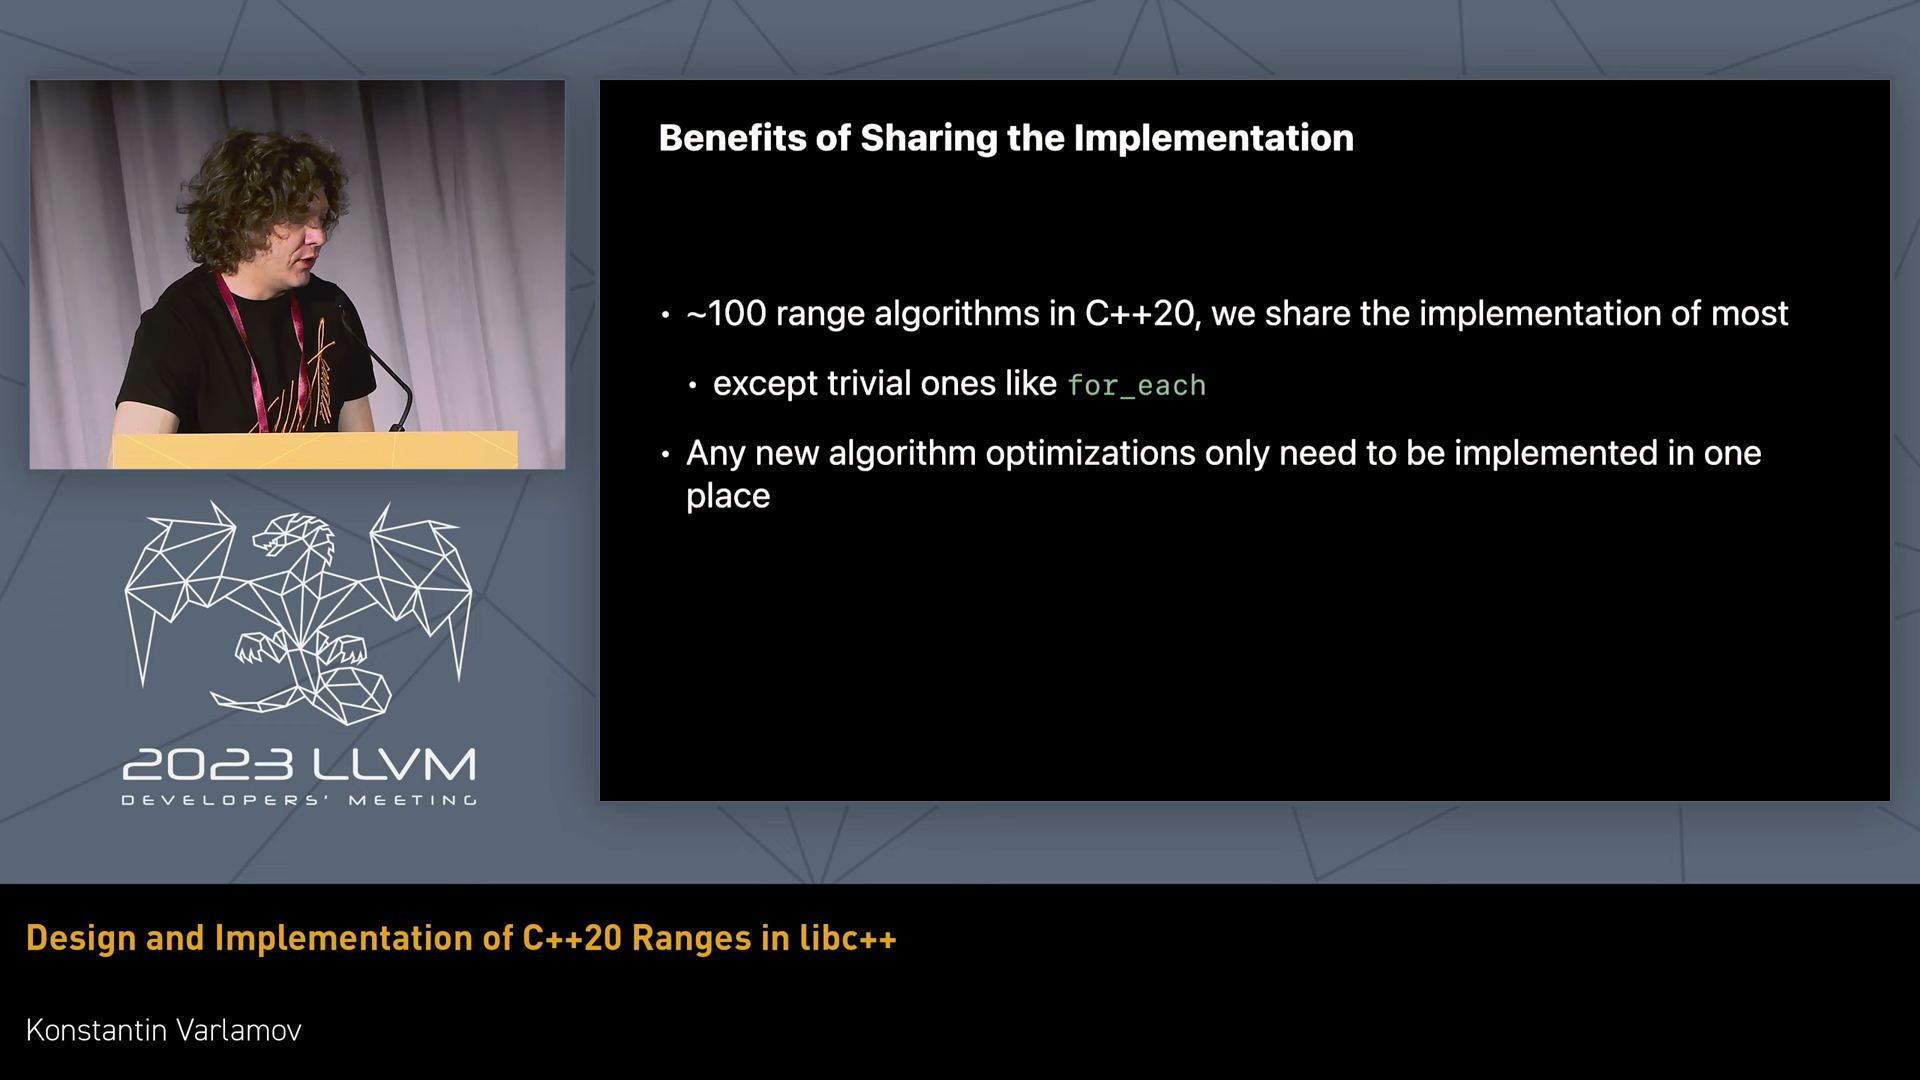 Benefits of Sharing the Implementation
• ~100 range algorithms in C++20, we share the implementation of most
• except trivial ones like for_each
• Any new algorithm optimizations only need to be implemented in one
place
2023 LLVM
DEVELOPERS' MEETING
Design and Implementation of C++20 Ranges in libc++
Konstantin Varlamov